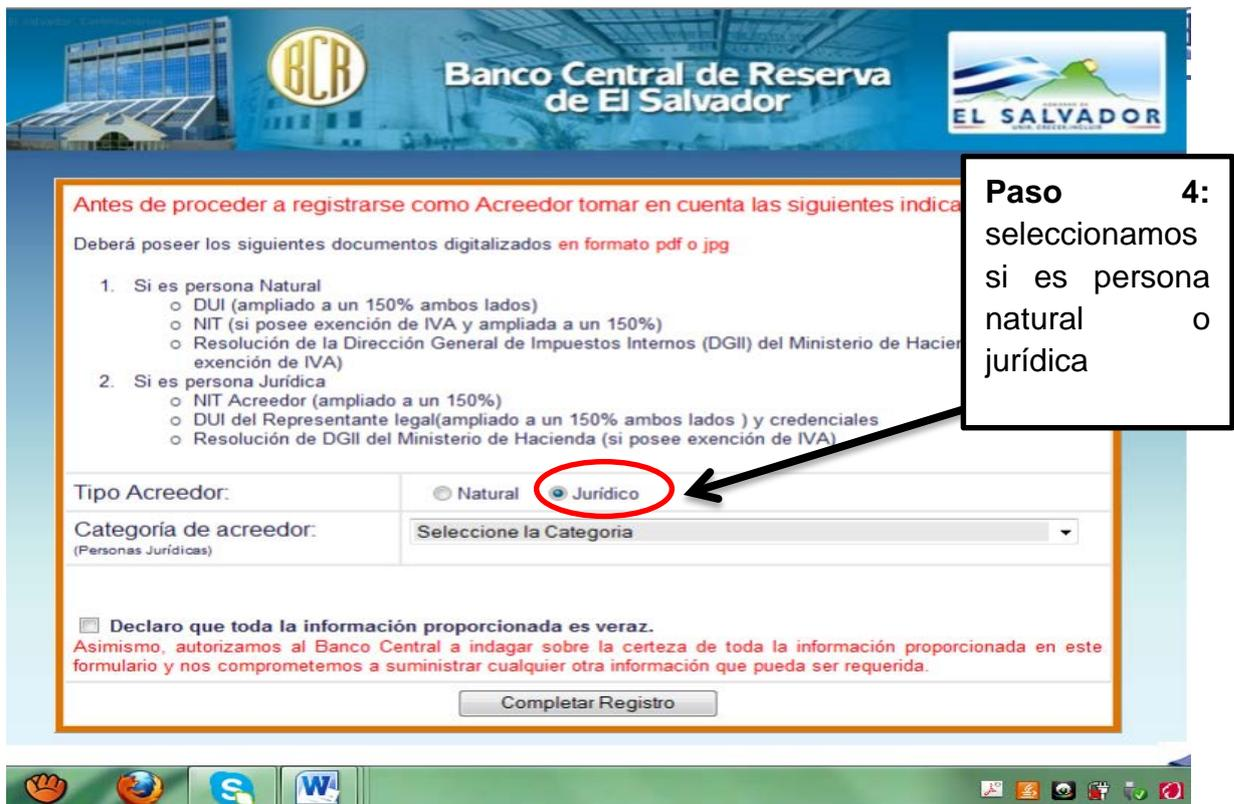 BCR
Banco Central de Reserva
de El Salvador
GOBIERNO DE
EL SALVADOR
UNIR, CRECER, INCLUIR
Paso 4:
seleccionamos
si es persona
natural o
jurídica
Antes de proceder a registrarse como Acreedor tomar en cuenta las siguientes indica
Deberá poseer los siguientes documentos digitalizados en formato pdf o jpg
1. Si es persona Natural
o DUI (ampliado a un 150% ambos lados)
o NIT (si posee exención de IVA y ampliada a un 150%)
o Resolución de la Dirección General de Impuestos Internos (DGII) del Ministerio de Hacien
exención de IVA)
2. Si es persona Jurídica
o NIT Acreedor (ampliado a un 150%)
o DUI del Representante legal(ampliado a un 150% ambos lados ) y credenciales
o Resolución de DGII del Ministerio de Hacienda (si posee exención de IVA)
Tipo Acreedor: Natural Jurídico
Categoría de acreedor: Seleccione la Categoria
(Personas Jurídicas)
Declaro que toda la información proporcionada es veraz.
Asimismo, autorizamos al Banco Central a indagar sobre la certeza de toda la información proporcionada en este
formulario y nos comprometemos a suministrar cualquier otra información que pueda ser requerida.
Completar Registro